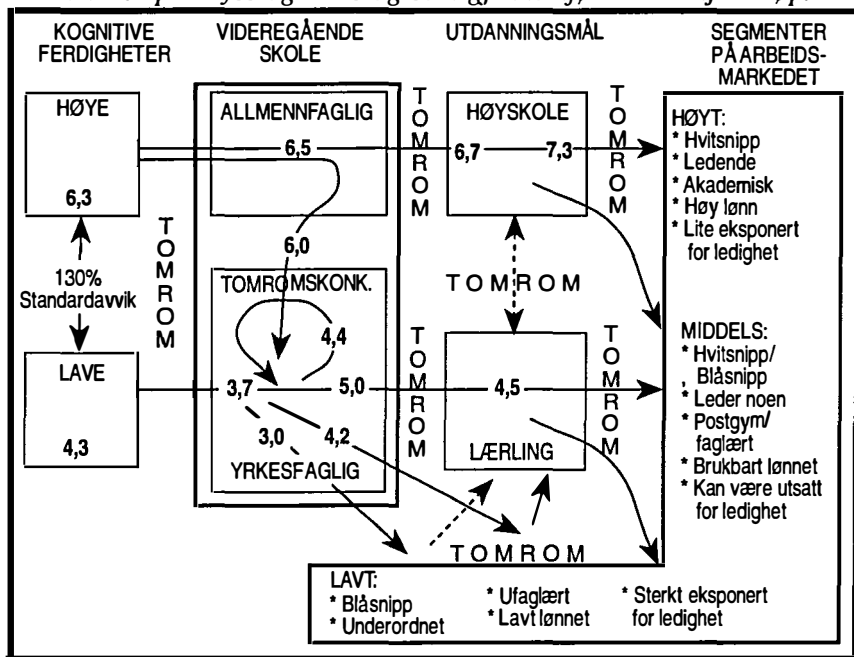 KOGNITIVE
FERDIGHETER
VIDEREGÅENDE
SKOLE
UTDANNINGSMÅL
SEGMENTER
PÅ ARBEIDS-
MARKEDET
HØYE
6,3
130%
Standardavvik
LAVE
4,3
TOMROM
ALLMENNFAGLIG
6,5
6,0
TOMROMSKONK.
4,4
3,7
5,0
3,0
4,2
YRKESFAGLIG
TOMROM
TOMROM
HØYSKOLE
6,7
7,3
TOMROM
4,5
LÆRLING
TOMROM
TOMROM
TOMROM
HØYT:
* Hvitsnipp
* Ledende
* Akademisk
* Høy lønn
* Lite eksponert
for ledighet
MIDDELS:
* Hvitsnipp/
Blåsnipp
* Leder noen
* Postgym/
faglært
* Brukbart lønnet
* Kan være utsatt
for ledighet
LAVT:
* Blåsnipp
* Underordnet
* Ufaglært
* Lavt lønnet
* Sterkt eksponert
for ledighet